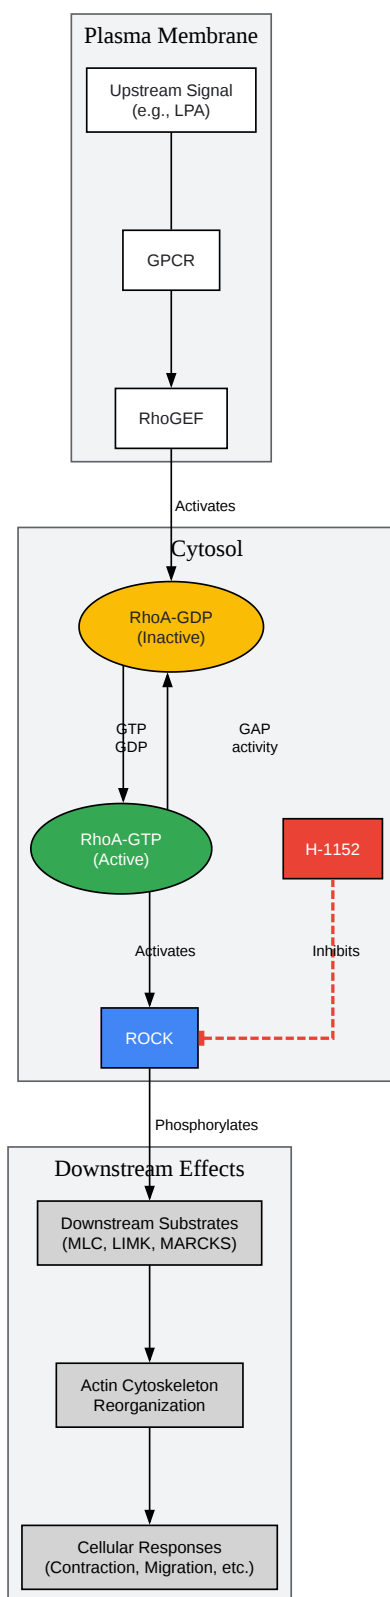 Plasma Membrane
Upstream Signal
(e.g., LPA)
GPCR
RhoGEF
Activates
Cytosol
RhoA-GDP
(Inactive)
GTP
GDP
GAP
activity
RhoA-GTP
(Active)
H-1152
Activates
Inhibits
ROCK
Phosphorylates
Downstream Effects
Downstream Substrates
(MLC, LIMK, MARCKS)
Actin Cytoskeleton
Reorganization
Cellular Responses
(Contraction, Migration, etc.)